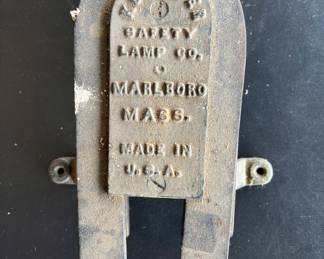 SAFETY
LAMP CO.
MARLBORO
MASS.
MADE IN
U.S.A.